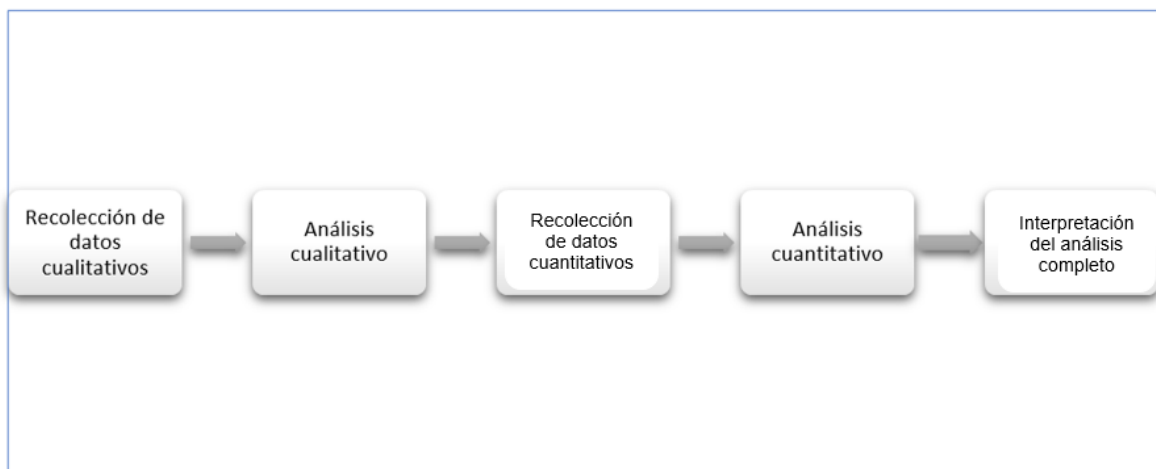 Recolección de
datos
cualitativos
Análisis
cualitativo
Recolección
de datos
cuantitativos
Análisis
cuantitativo
Interpretación
del análisis
completo